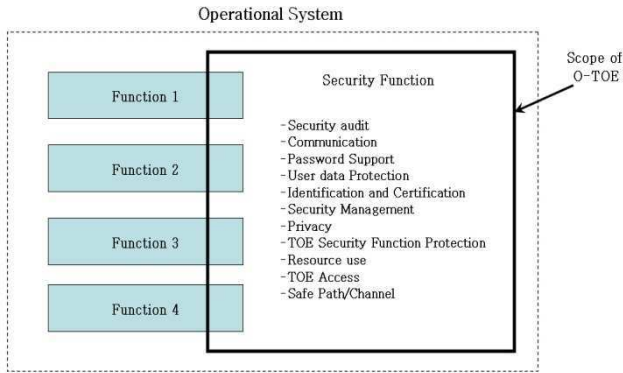 Operational System
Scope of
O-TOE
Security Function
Function 1
Function 2
Function 3
Function 4
-Security audit
-Communication
-Password Support
-User data Protection
-Identification and Certification
-Security Management
-Privacy
-TOE Security Function Protection
-Resource use
-TOE Access
-Safe Path/Channel